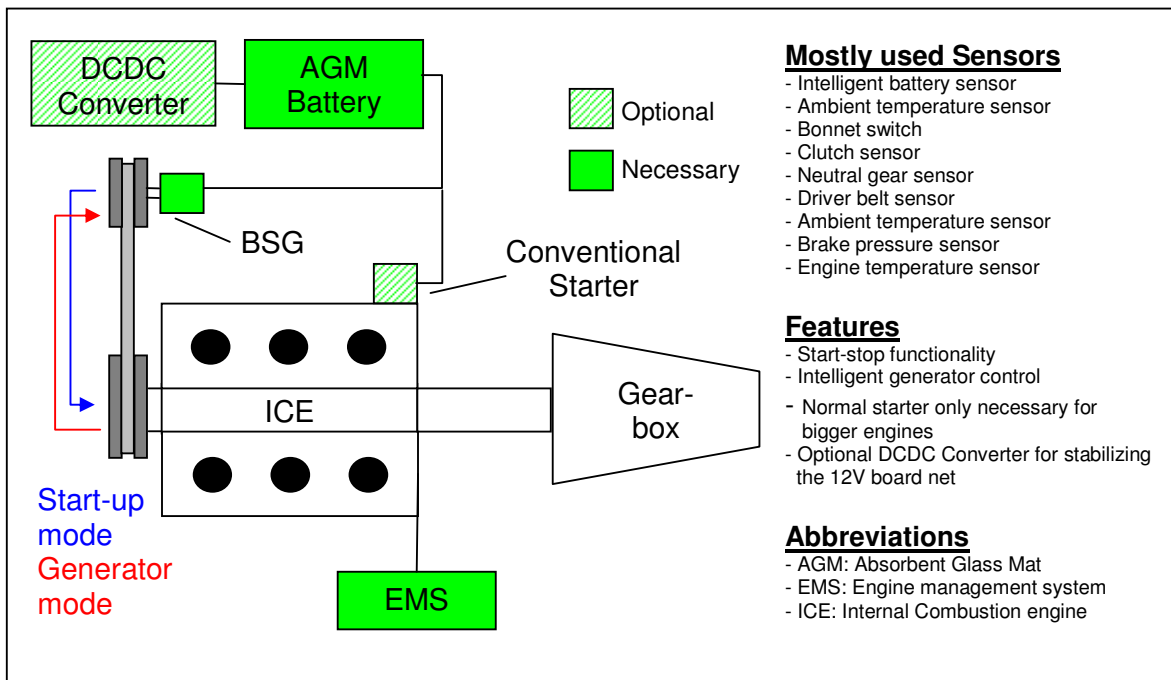 DCDC
Converter
AGM
Battery
Optional
Necessary
BSG
Conventional
Starter
ICE
Gear-
box
Start-up
mode
Generator
mode
EMS
Mostly used Sensors
- Intelligent battery sensor
- Ambient temperature sensor
- Bonnet switch
- Clutch sensor
- Neutral gear sensor
- Driver belt sensor
- Ambient temperature sensor
- Brake pressure sensor
- Engine temperature sensor
Features
- Start-stop functionality
- Intelligent generator control
- Normal starter only necessary for
bigger engines
- Optional DCDC Converter for stabilizing
the 12V board net
Abbreviations
- AGM: Absorbent Glass Mat
- EMS: Engine management system
- ICE: Internal Combustion engine